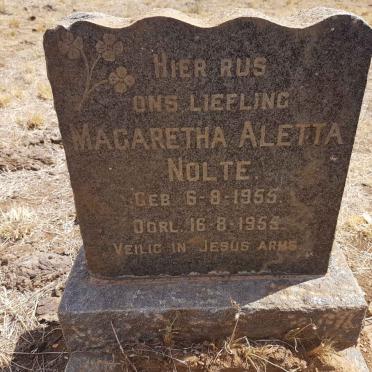 HIER RUS
ONS LIEFLING
MAGARETHA ALETTA
NOLTE.
GEB 6-8-1955.
OORL. 16-8-1955.
VEILIG IN JESUS ARMS.